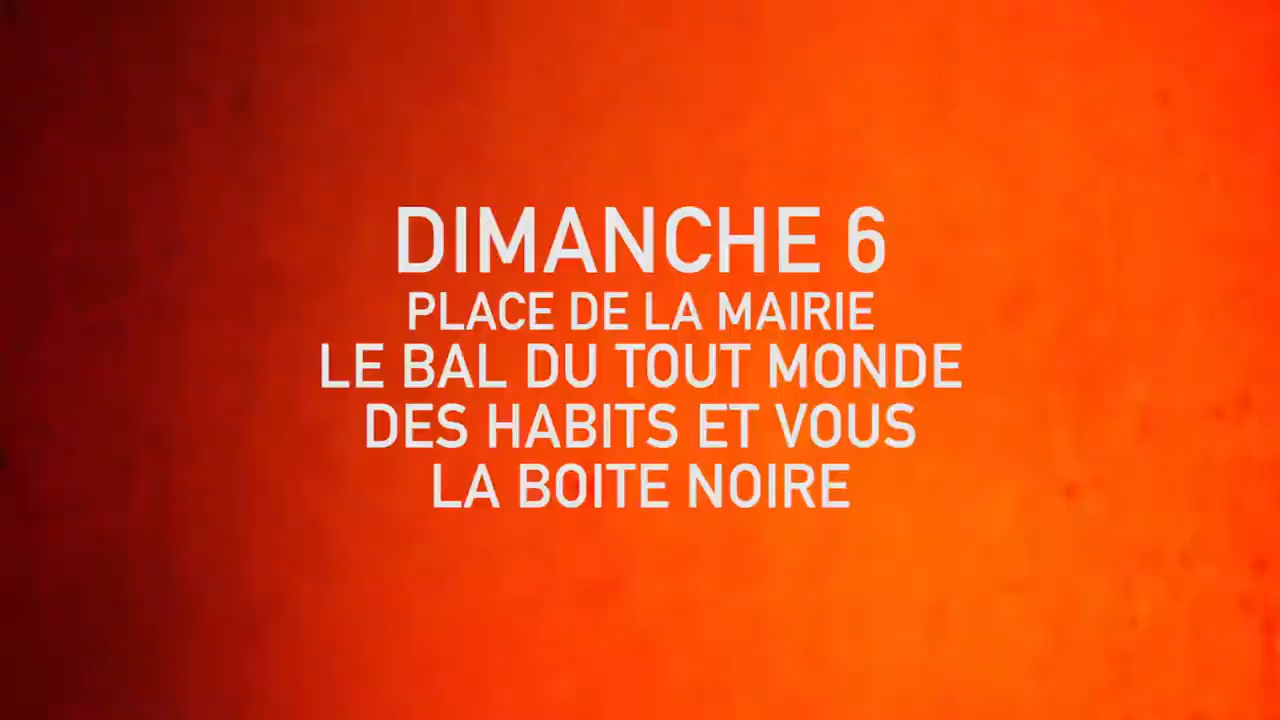 DIMANCHE 6
PLACE DE LA MAIRIE
LE BAL DU TOUT MONDE
DES HABITS ET VOUS
LA BOITE NOIRE